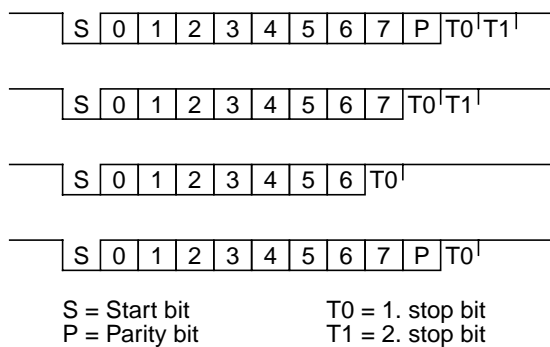 S 0 1 2 3 4 5 6 7 P T0 T1
S 0 1 2 3 4 5 6 7 T0 T1
S 0 1 2 3 4 5 6 T0
S 0 1 2 3 4 5 6 7 P T0
S = Start bit T0 = 1. stop bit
P = Parity bit T1 = 2. stop bit